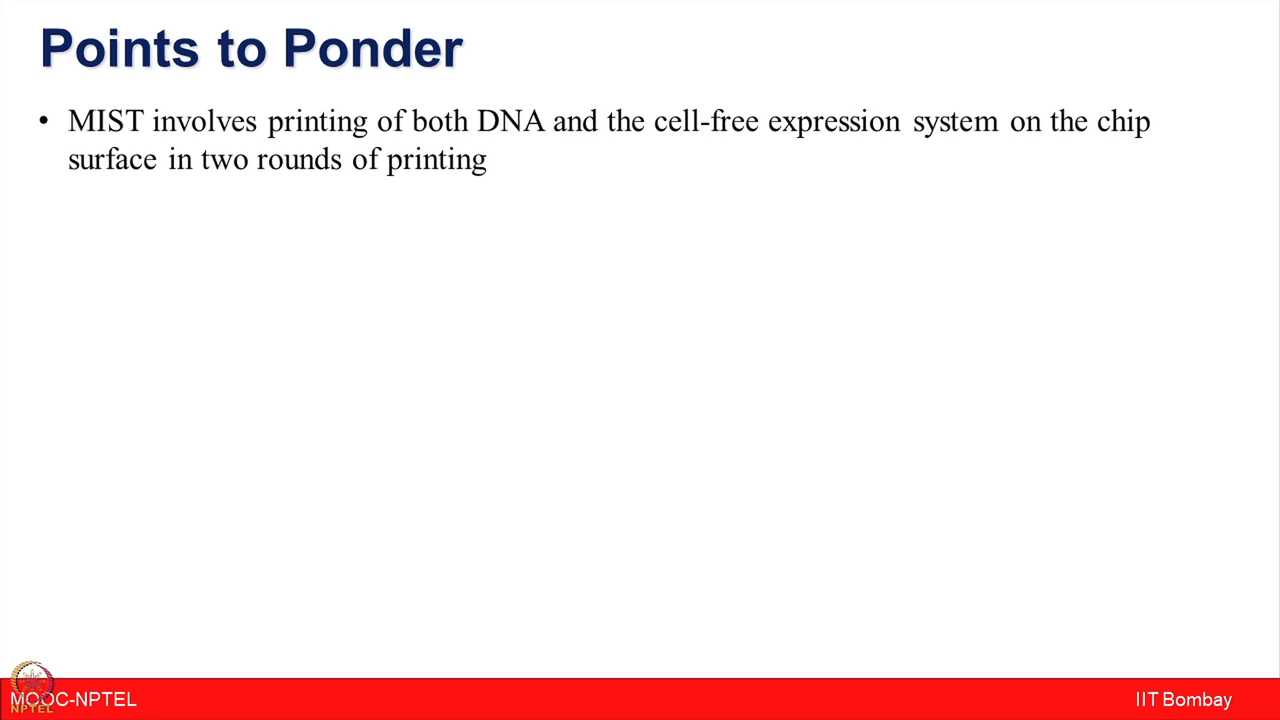 Points to Ponder
• MIST involves printing of both DNA and the cell-free expression system on the chip
surface in two rounds of printing
MOOC-NPTEL
NPTEL
IIT Bombay